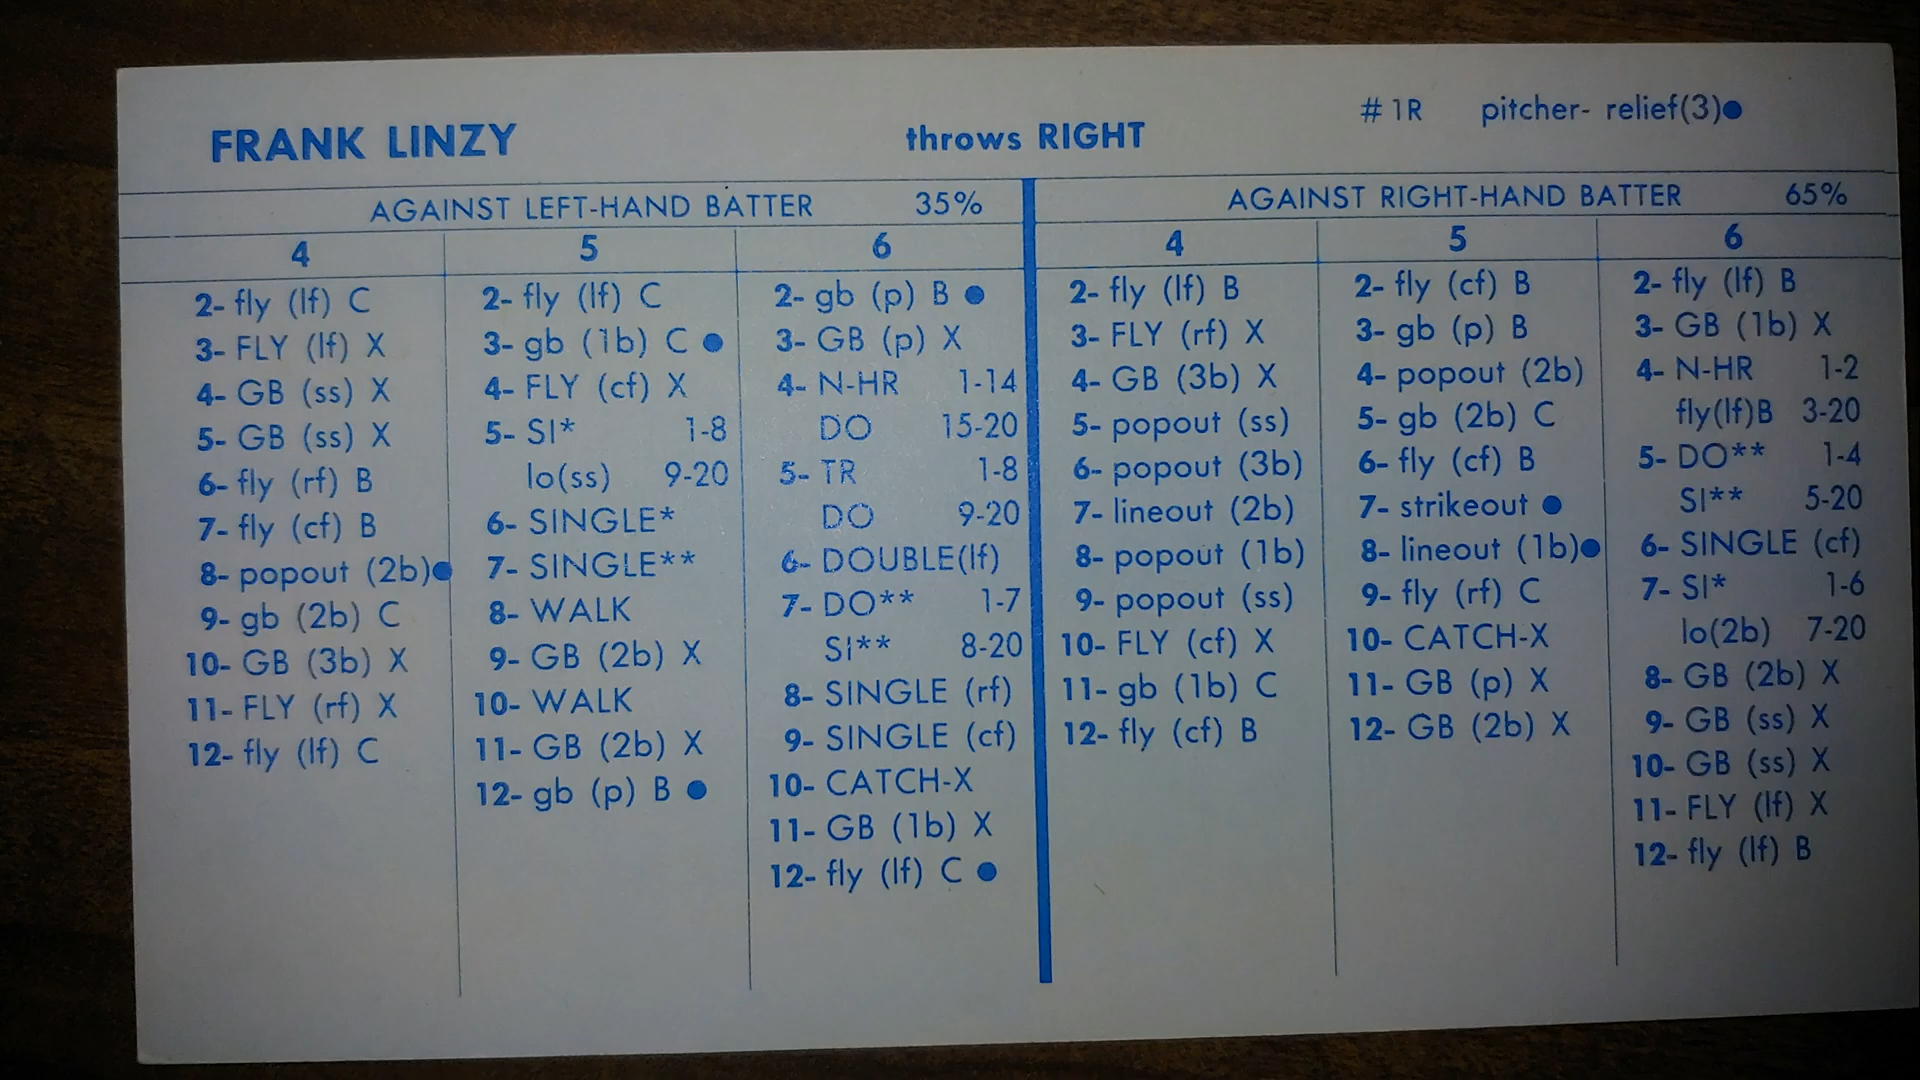 FRANK LINZY throws RIGHT #1R pitcher- relief(3)●
AGAINST LEFT-HAND BATTER 35%
4
2- fly (lf) C
3- FLY (lf) X
4- GB (ss) X
5- GB (ss) X
6- fly (rf) B
7- fly (cf) B
8- popout (2b)●
9- gb (2b) C
10- GB (3b) X
11- FLY (rf) X
12- fly (lf) C
5
2- fly (lf) C
3- gb (1b) C ●
4- FLY (cf) X
5- SI* 1-8
lo(ss) 9-20
6- SINGLE*
7- SINGLE**
8- WALK
9- GB (2b) X
10- WALK
11- GB (2b) X
12- gb (p) B ●
6
2- gb (p) B ●
3- GB (p) X
4- N-HR 1-14
DO 15-20
5- TR 1-8
DO 9-20
6- DOUBLE(lf)
7- DO** 1-7
SI** 8-20
8- SINGLE (rf)
9- SINGLE (cf)
10- CATCH-X
11- GB (1b) X
12- fly (lf) C ●
AGAINST RIGHT-HAND BATTER 65%
4
2- fly (lf) B
3- FLY (rf) X
4- GB (3b) X
5- popout (ss)
6- popout (3b)
7- lineout (2b)
8- popout (1b)
9- popout (ss)
10- FLY (cf) X
11- gb (1b) C
12- fly (cf) B
5
2- fly (cf) B
3- gb (p) B
4- popout (2b)
5- gb (2b) C
6- fly (cf) B
7- strikeout ●
8- lineout (1b)●
9- fly (rf) C
10- CATCH-X
11- GB (p) X
12- GB (2b) X
6
2- fly (lf) B
3- GB (1b) X
4- N-HR 1-2
fly(lf)B 3-20
5- DO** 1-4
SI** 5-20
6- SINGLE (cf)
7- SI* 1-6
lo(2b) 7-20
8- GB (2b) X
9- GB (ss) X
10- GB (ss) X
11- FLY (lf) X
12- fly (lf) B